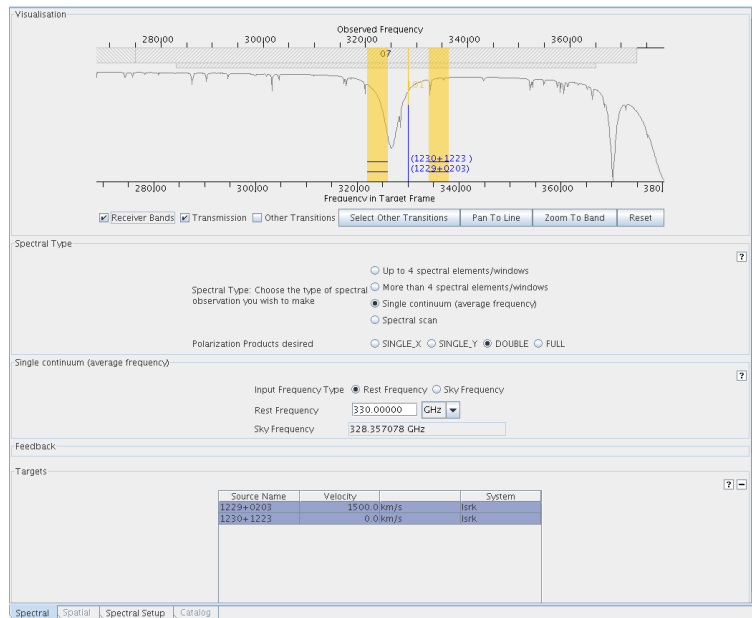 Visualisation
Observed Frequency
280|00 300|00 320|00 340|00 360|00
07
01
(1230+1223 )
(1229+0203)
280|00 300|00 320|00 340|00 360|00 380|
Frequency in Target Frame
Receiver Bands Transmission Other Transitions Select Other Transitions Pan To Line Zoom To Band Reset
Spectral Type
?
Up to 4 spectral elements/windows
Spectral Type: Choose the type of spectral More than 4 spectral elements/windows
observation you wish to make Single continuum (average frequency)
Spectral scan
Polarization Products desired SINGLE_X SINGLE_Y DOUBLE FULL
Single continuum (average frequency)
?
Input Frequency Type Rest Frequency Sky Frequency
Rest Frequency 330.00000 GHz
Sky Frequency 328.357078 GHz
Feedback
Targets
? −
Source Name Velocity System
1229+0203 1500.0 km/s lsrk
1230+1223 0.0 km/s lsrk
Spectral Spatial Spectral Setup Catalog